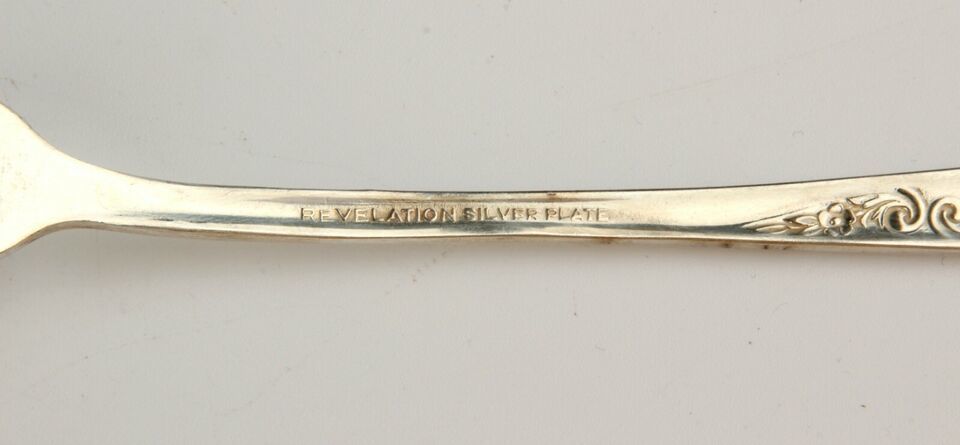 REVELATION SILVER PLATE